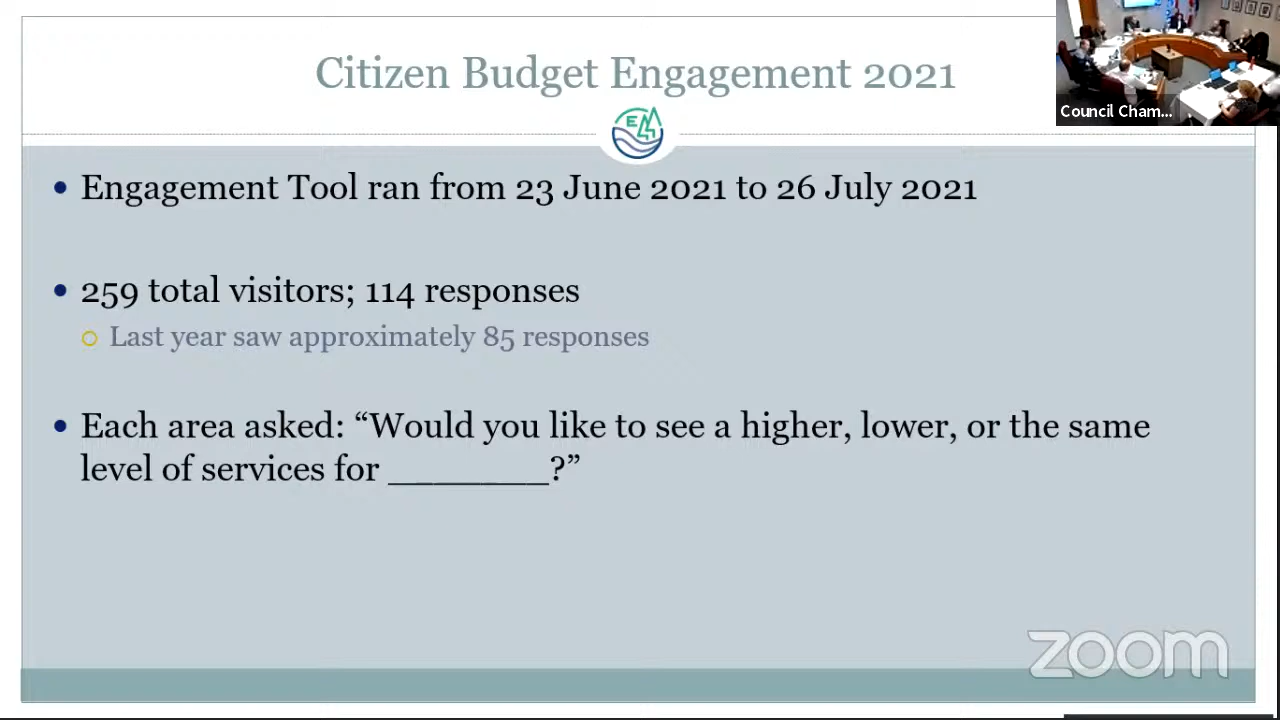 Citizen Budget Engagement 2021
Council Cham...
E
• Engagement Tool ran from 23 June 2021 to 26 July 2021
• 259 total visitors; 114 responses
○ Last year saw approximately 85 responses
• Each area asked: “Would you like to see a higher, lower, or the same
level of services for ________?”
zoom